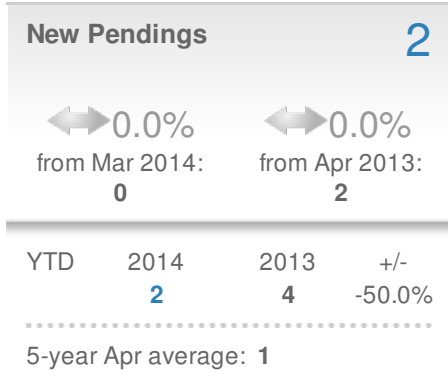 New Pendings 2
0.0% 0.0%
from Mar 2014: from Apr 2013:
0 2
YTD 2014 2013 +/-
2 4 -50.0%
5-year Apr average: 1